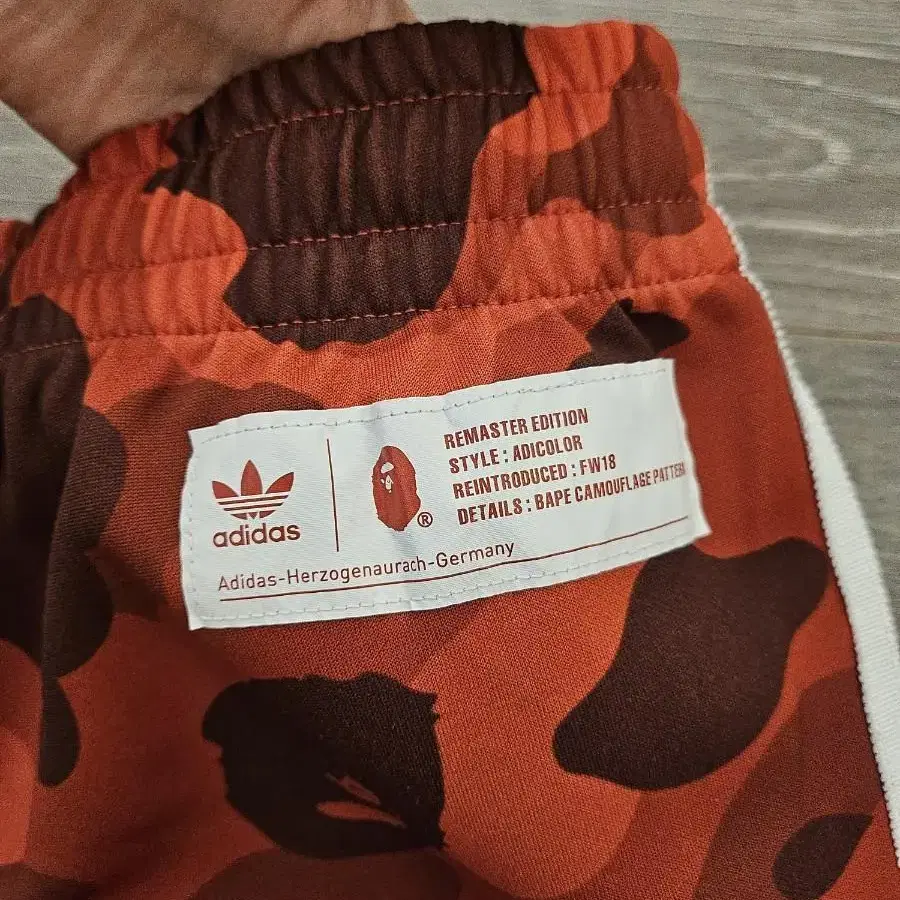 adidas
®
REMASTER EDITION
STYLE : ADICOLOR
REINTRODUCED : FW18
DETAILS : BAPE CAMOUFLAGE PATTERN
Adidas-Herzogenaurach-Germany